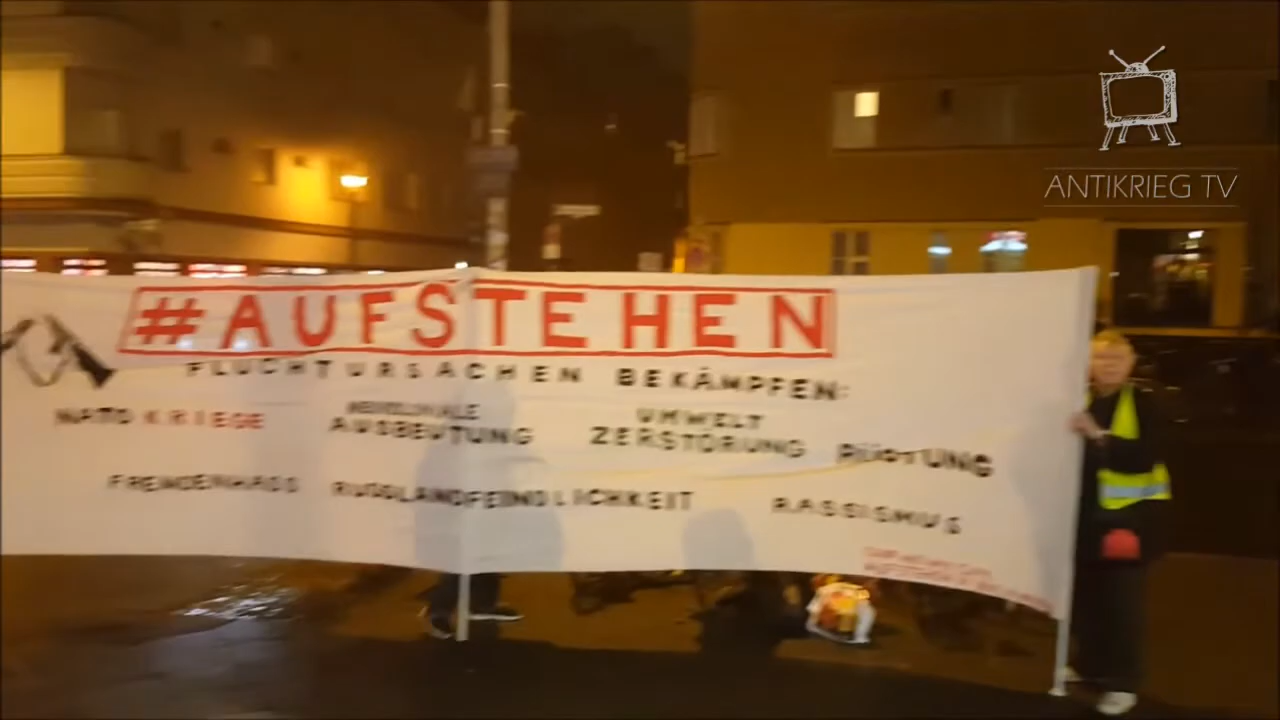 ANTIKRIEG TV
#AUFSTEHEN
FLUCHTURSACHEN BEKÄMPFEN:
NATO KRIEGE
AUSBEUTUNG
UMWELT
ZERSTÖRUNG
RÜSTUNG
FREMDENHASS RUSSLANDFEINDLICHKEIT RASSISMUS